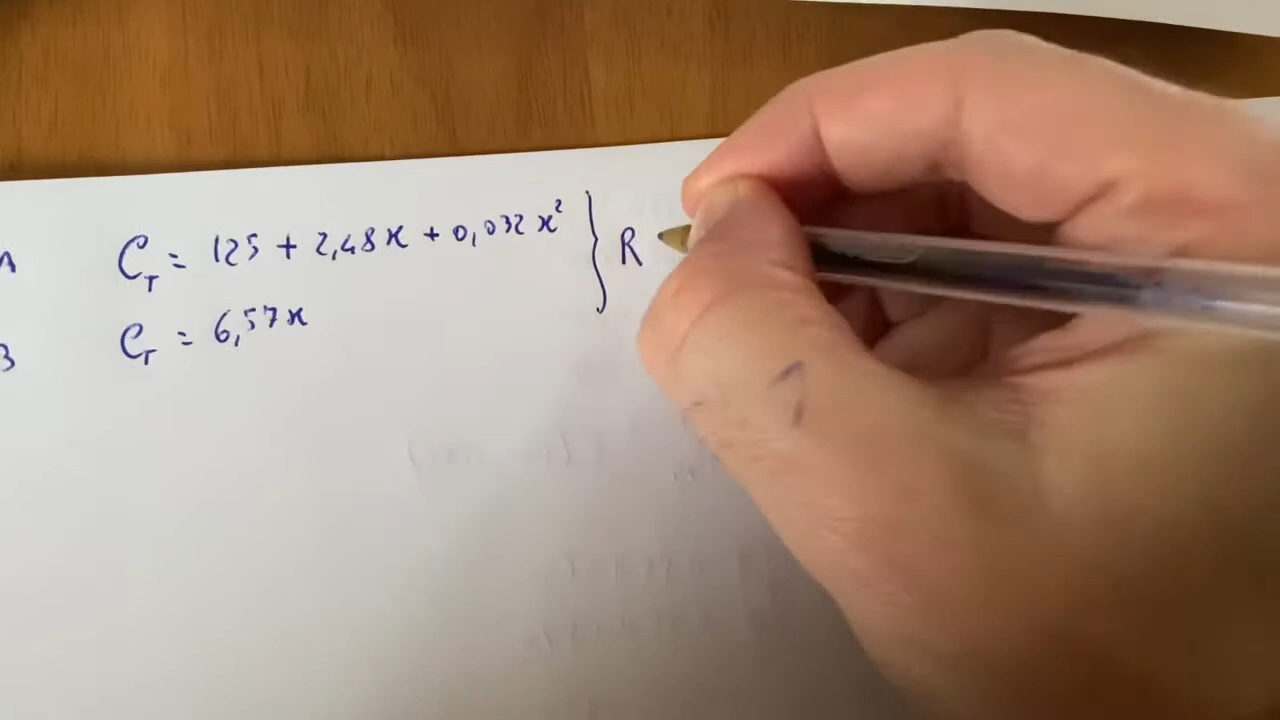 A C_T = 125 + 2,48x + 0,032x² } R
B C_T = 6,57x